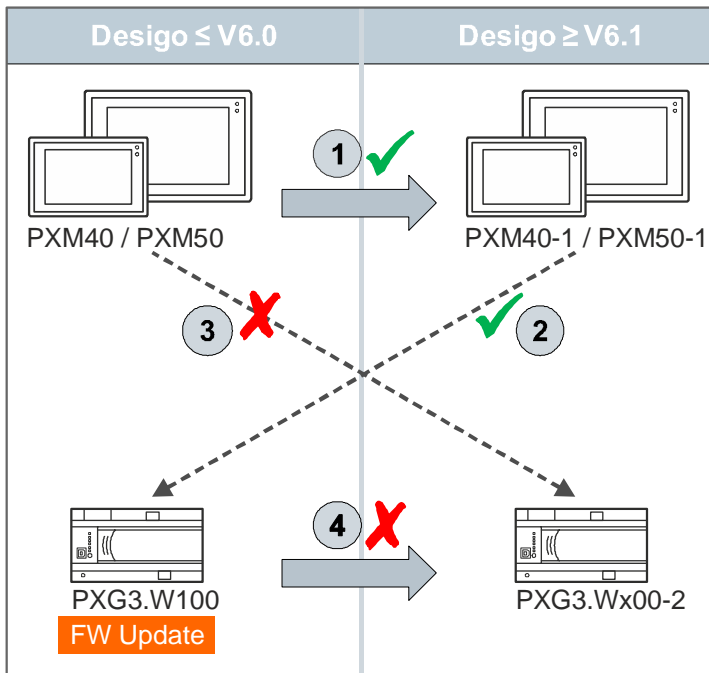 Desigo ≤ V6.0
Desigo ≥ V6.1
1
PXM40 / PXM50
PXM40-1 / PXM50-1
3
2
4
PXG3.W100
PXG3.Wx00-2
FW Update